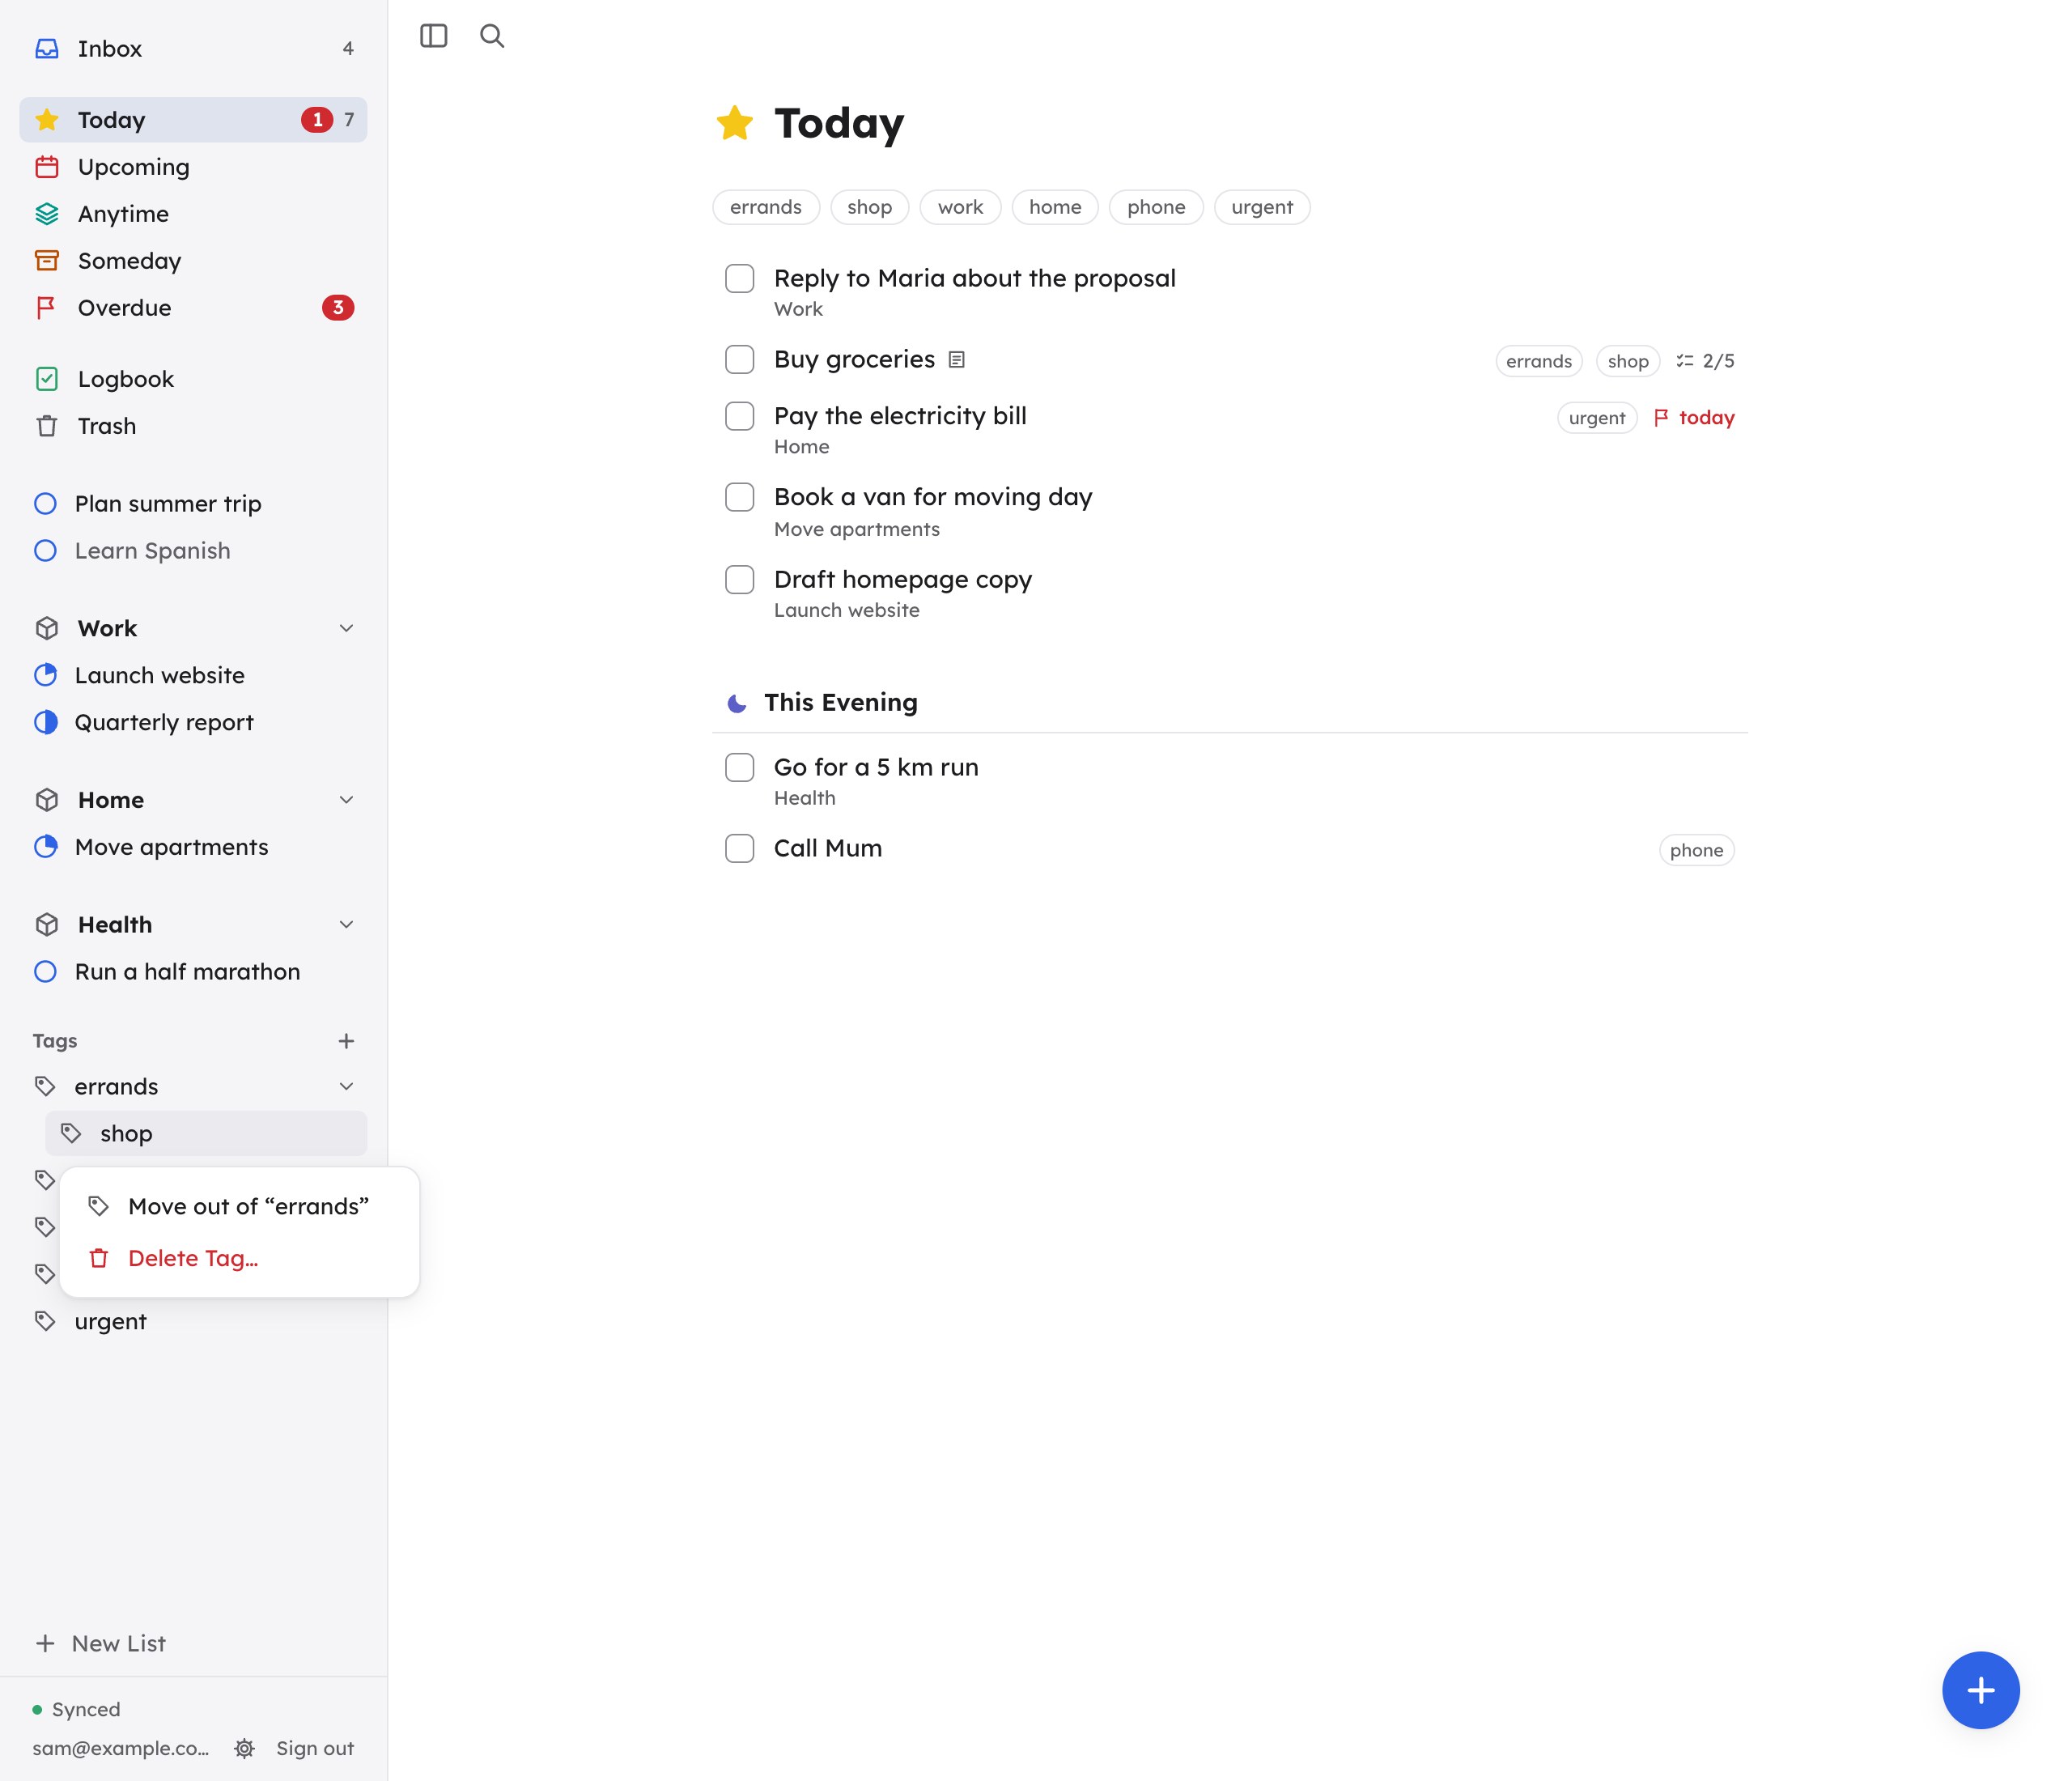 Inbox 4
Today 1 7
Upcoming
Anytime
Someday
Overdue 3
Logbook
Trash
Plan summer trip
Learn Spanish
Work
Launch website
Quarterly report
Home
Move apartments
Health
Run a half marathon
Tags
errands
shop
Move out of “errands”
Delete Tag…
urgent
New List
Synced
sam@example.co… Sign out
Today
errands shop work home phone urgent
Reply to Maria about the proposal
Work
Buy groceries errands shop 2/5
Pay the electricity bill urgent today
Home
Book a van for moving day
Move apartments
Draft homepage copy
Launch website
This Evening
Go for a 5 km run
Health
Call Mum phone